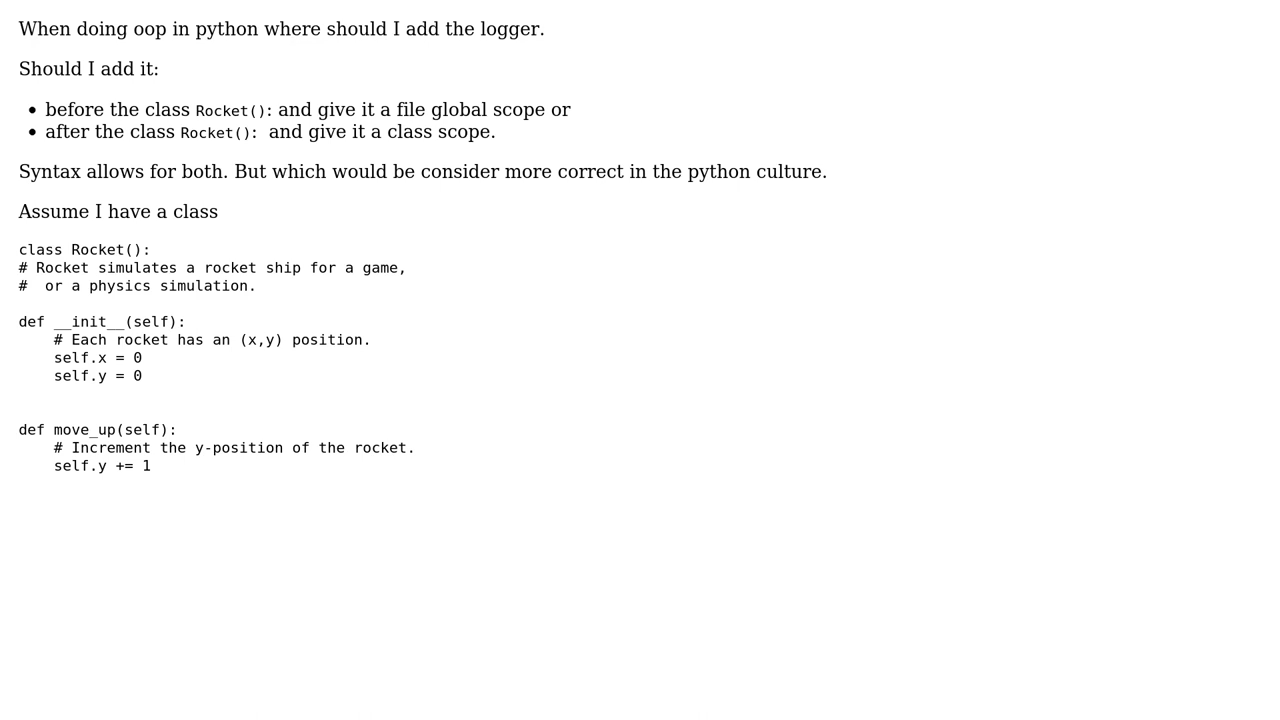 When doing oop in python where should I add the logger.
Should I add it:
• before the class Rocket(): and give it a file global scope or
• after the class Rocket():  and give it a class scope.
Syntax allows for both. But which would be consider more correct in the python culture.
Assume I have a class
class Rocket():
# Rocket simulates a rocket ship for a game,
#  or a physics simulation.
def __init__(self):
    # Each rocket has an (x,y) position.
    self.x = 0
    self.y = 0
def move_up(self):
    # Increment the y-position of the rocket.
    self.y += 1